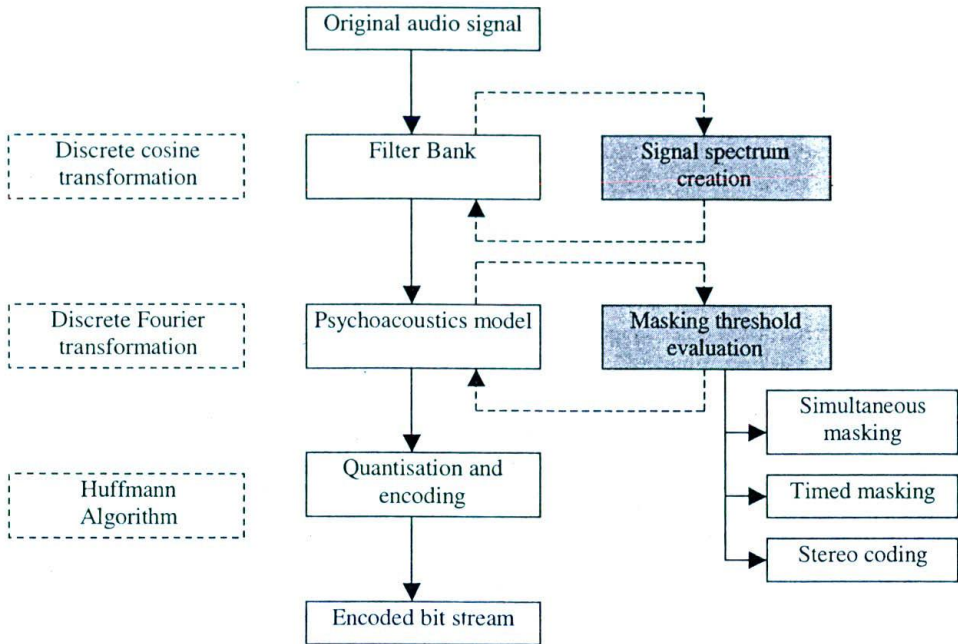 Original audio signal
Discrete cosine
transformation
Filter Bank
Signal spectrum
creation
Discrete Fourier
transformation
Psychoacoustics model
Masking threshold
evaluation
Simultaneous
masking
Quantisation and
encoding
Huffmann
Algorithm
Timed masking
Stereo coding
Encoded bit stream